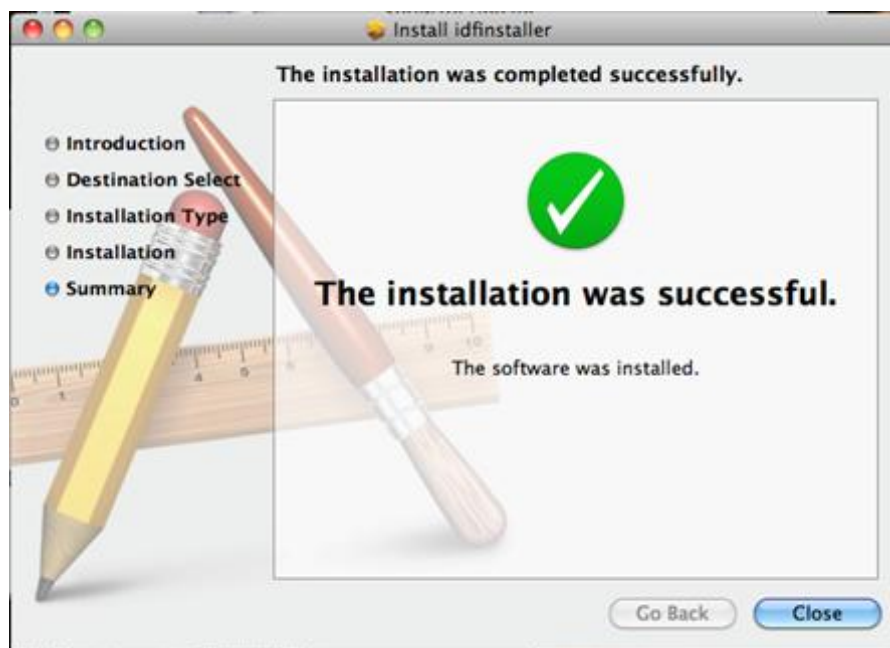 Install idfinstaller
The installation was completed successfully.
Introduction
Destination Select
Installation Type
Installation
Summary
The installation was successful.
The software was installed.
Go Back
Close